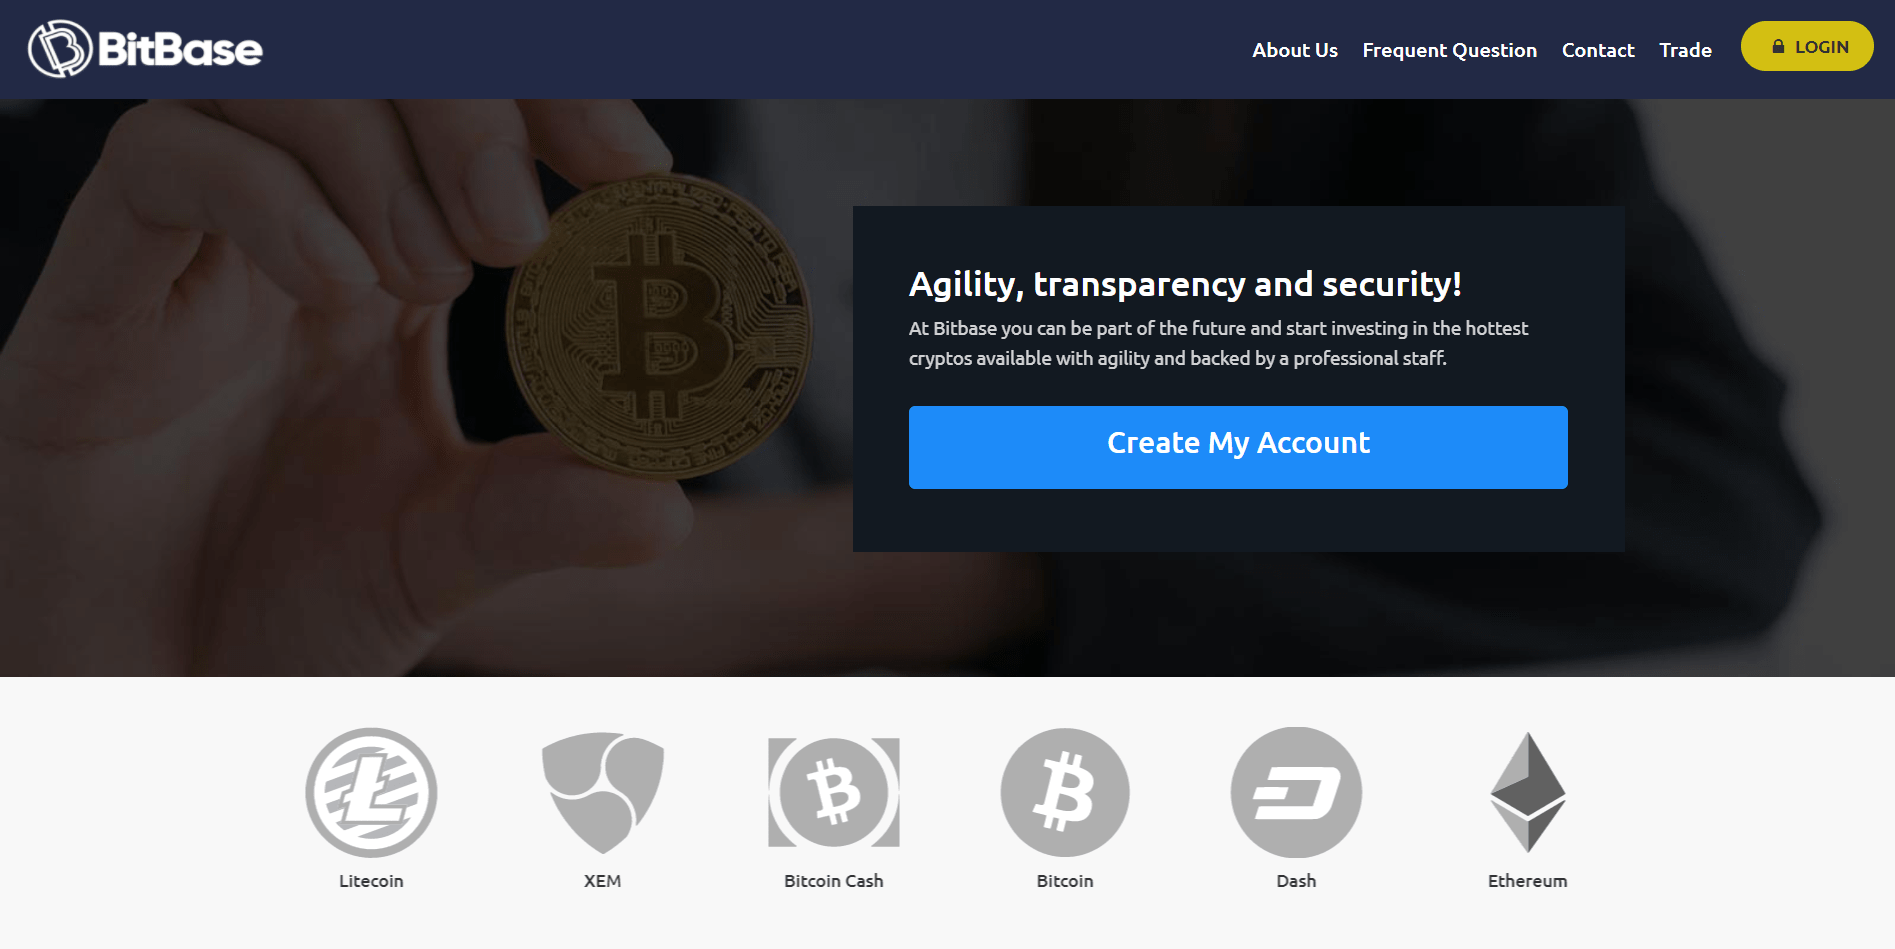 BitBase
About Us
Frequent Question
Contact
Trade
LOGIN
Agility, transparency and security!
At Bitbase you can be part of the future and start investing in the hottest
cryptos available with agility and backed by a professional staff.
Create My Account
Litecoin
XEM
Bitcoin Cash
Bitcoin
Dash
Ethereum